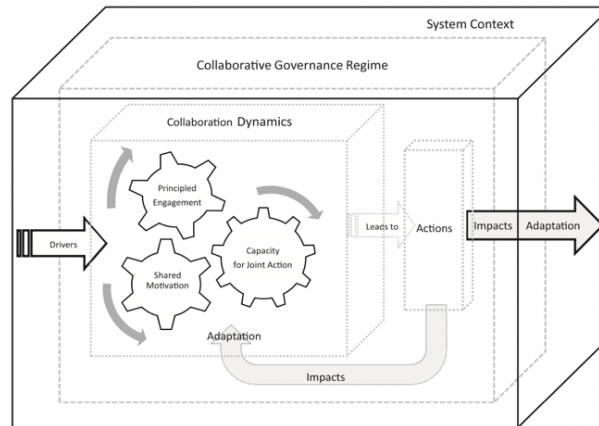 System Context
Collaborative Governance Regime
Collaboration Dynamics
Principled
Engagement
Drivers
Shared
Motivation
Capacity
for Joint Action
Leads to
Actions
Impacts
Adaptation
Adaptation
Impacts